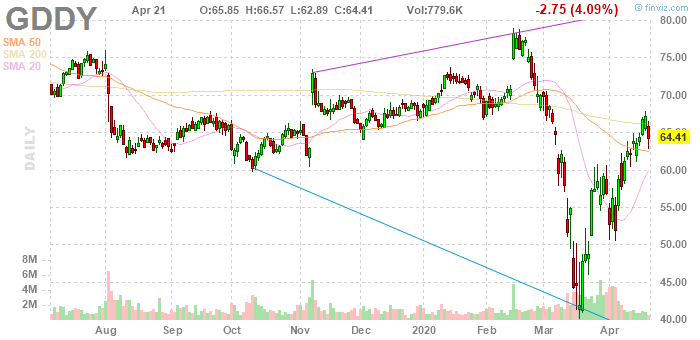 GDDY
Apr 21 O:65.85 H:66.57 L:62.89 C:64.41 Vol:779.6K -2.75 (4.09%)
© finviz.com
SMA 50
SMA 200
SMA 20
DAILY
80.00
75.00
70.00
65.00
64.41
60.00
55.00
50.00
45.00
40.00
8M
6M
4M
2M
Aug Sep Oct Nov Dec 2020 Feb Mar Apr